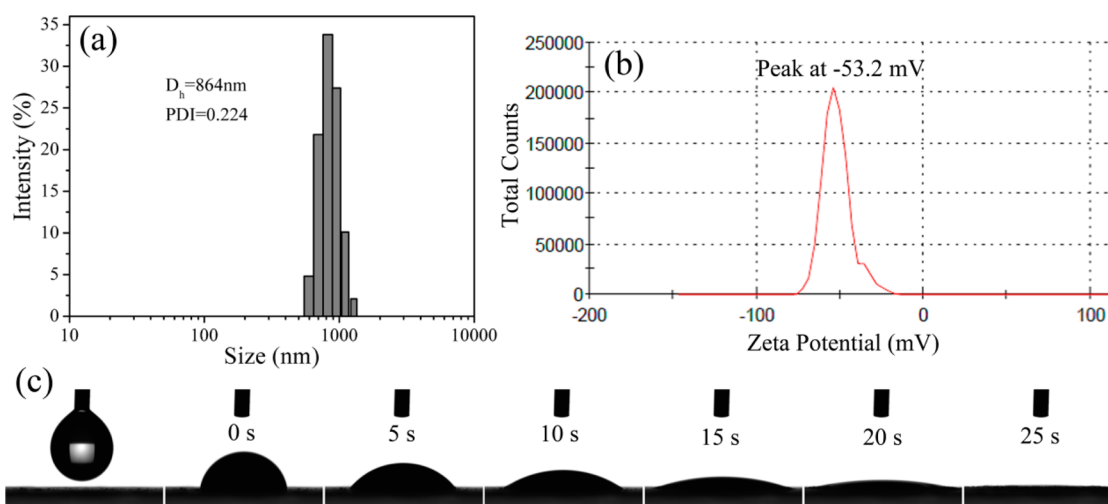 (a)
D_h=864nm
PDI=0.224
Intensity (%)
35
30
25
20
15
10
5
0
10 100 1000 10000
Size (nm)
(b)
Peak at -53.2 mV
Total Counts
250000
200000
150000
100000
50000
0
-200 -100 0 100
Zeta Potential (mV)
(c)
0 s 5 s 10 s 15 s 20 s 25 s